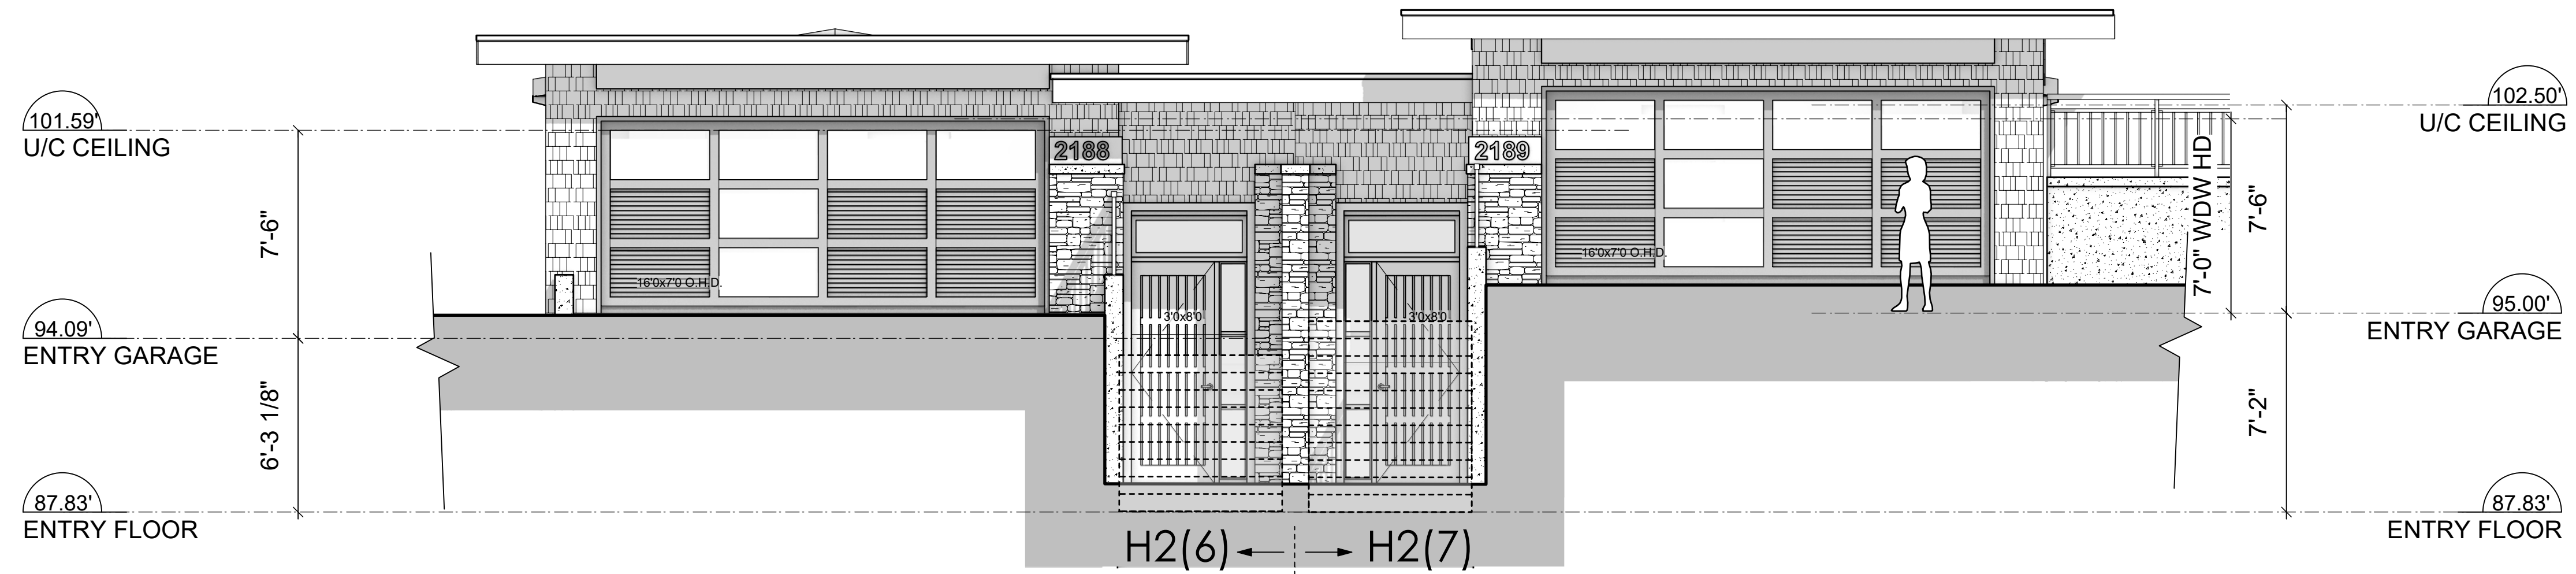 101.59'
U/C CEILING
7'-6"
94.09'
ENTRY GARAGE
6'-3 1/8"
87.83'
ENTRY FLOOR
16'0x7'0 O.H.D.
2188
3'0x8'0
H2(6)
2189
3'0x8'0
H2(7)
16'0x7'0 O.H.D.
7'-0" WDW HD
102.50'
U/C CEILING
7'-6"
95.00'
ENTRY GARAGE
7'-2"
87.83'
ENTRY FLOOR